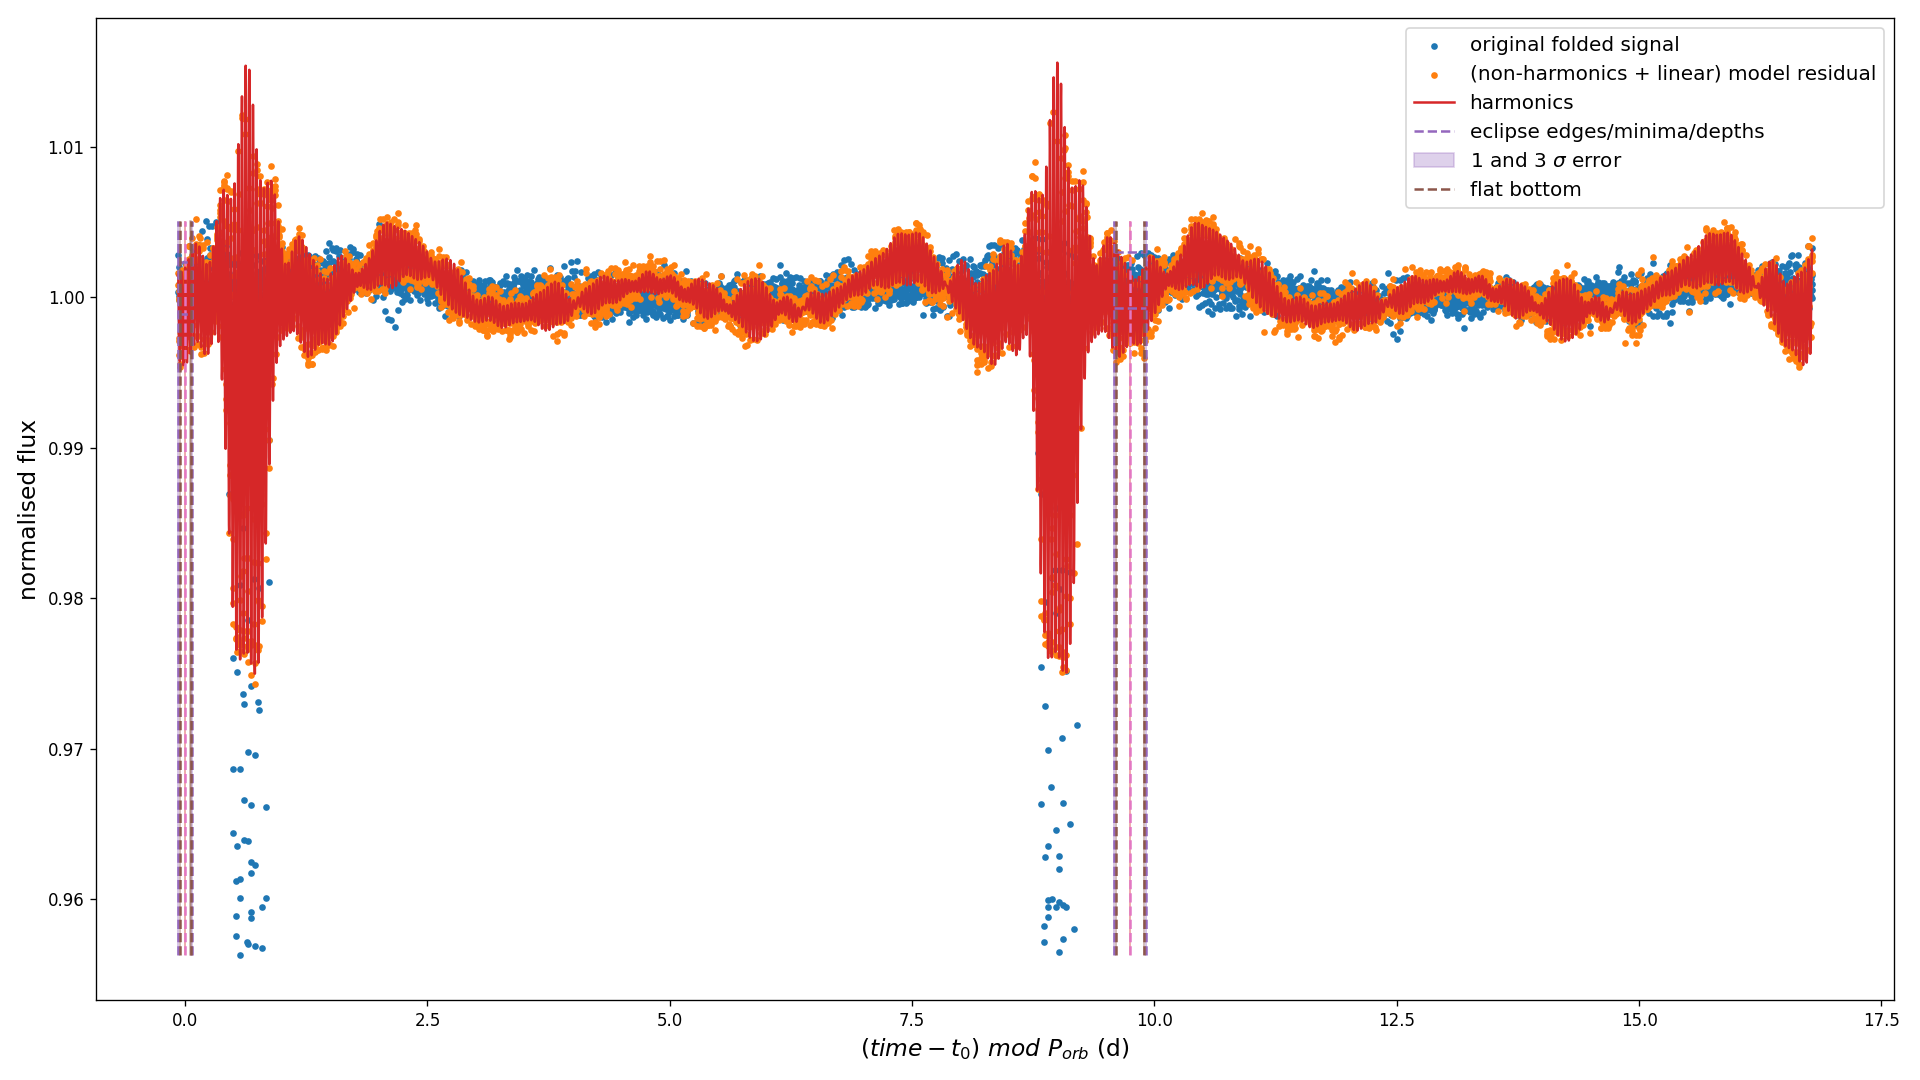 original folded signal
(non-harmonics + linear) model residual
harmonics
eclipse edges/minima/depths
1 and 3 σ error
flat bottom
normalised flux
1.01
1.00
0.99
0.98
0.97
0.96
0.0 2.5 5.0 7.5 10.0 12.5 15.0 17.5
(time − t₀) mod P_orb (d)